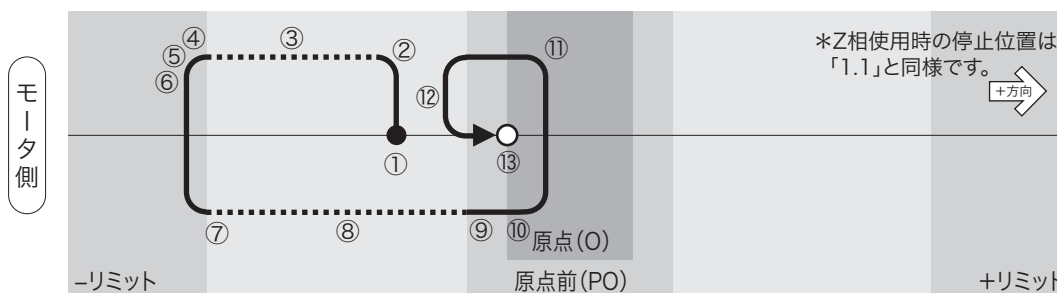 モータ側
④
③
②
⑪
＊Z相使用時の停止位置は
「1.1」と同様です。
⑤
⑥
⑫
＋方向
①
⑬
⑦
⑧
⑨
⑩
原点（O）
−リミット
原点前（PO）
＋リミット